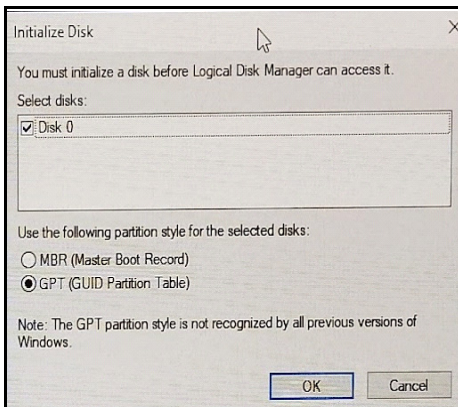 Initialize Disk
You must initialize a disk before Logical Disk Manager can access it.
Select disks:
Disk 0
Use the following partition style for the selected disks:
MBR (Master Boot Record)
GPT (GUID Partition Table)
Note: The GPT partition style is not recognized by all previous versions of
Windows.
OK Cancel